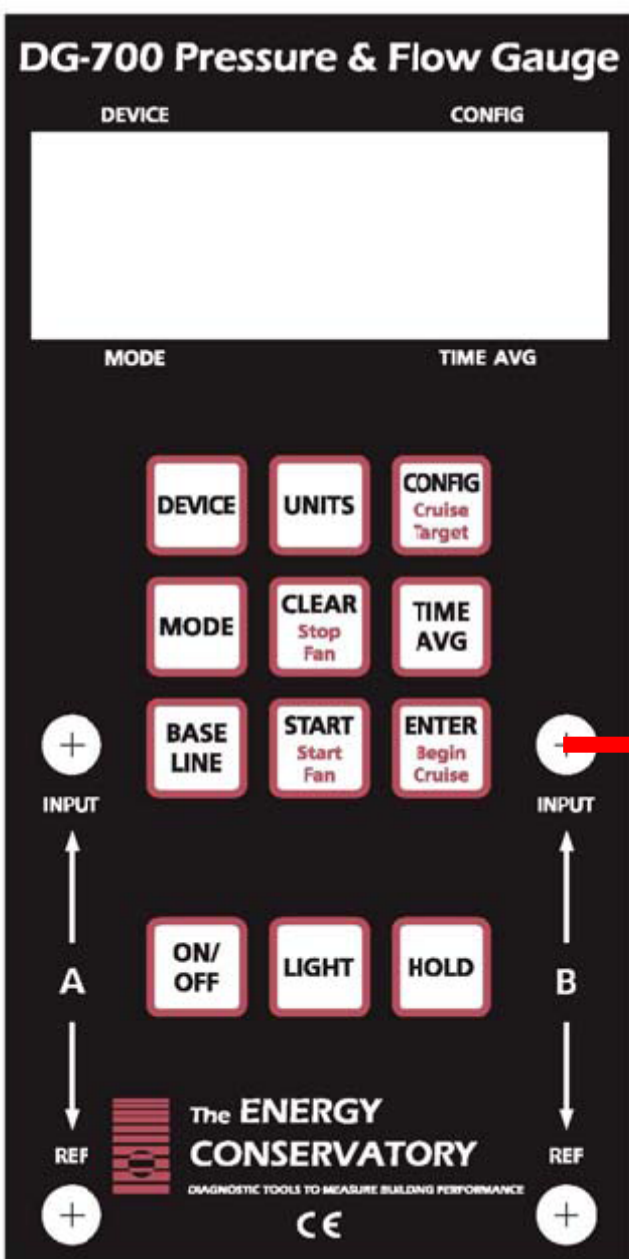 DG-700 Pressure & Flow Gauge
DEVICE CONFIG
MODE TIME AVG
DEVICE
UNITS
CONFIG
Cruise
Target
MODE
CLEAR
Stop
Fan
TIME
AVG
BASE
LINE
START
Start
Fan
ENTER
Begin
Cruise
INPUT
INPUT
ON/
OFF
LIGHT
HOLD
A
B
The ENERGY
CONSERVATORY
DIAGNOSTIC TOOLS TO MEASURE BUILDING PERFORMANCE
REF
REF
CE